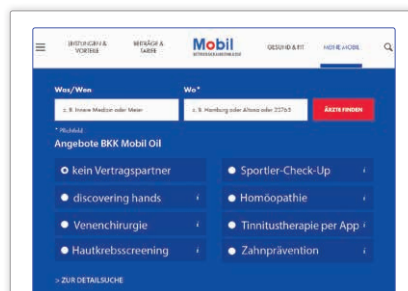 LEISTUNGEN & VORTEILE
BEITRÄGE & TARIFE
Mobil
BETRIEBSKRANKENKASSE
GESUND & FIT
MEINE MOBIL
Was/Wen
Wo*
z. B. Innere Medizin oder Meier
z. B. Hamburg oder Altona oder 22765
ÄRZTE FINDEN
* Pflichtfeld
Angebote BKK Mobil Oil
kein Vertragspartner
Sportler-Check-Up i
discovering hands i
Homöopathie i
Venenchirurgie i
Tinnitustherapie per App i
Hautkrebsscreening i
Zahnprävention i
> ZUR DETAILSUCHE